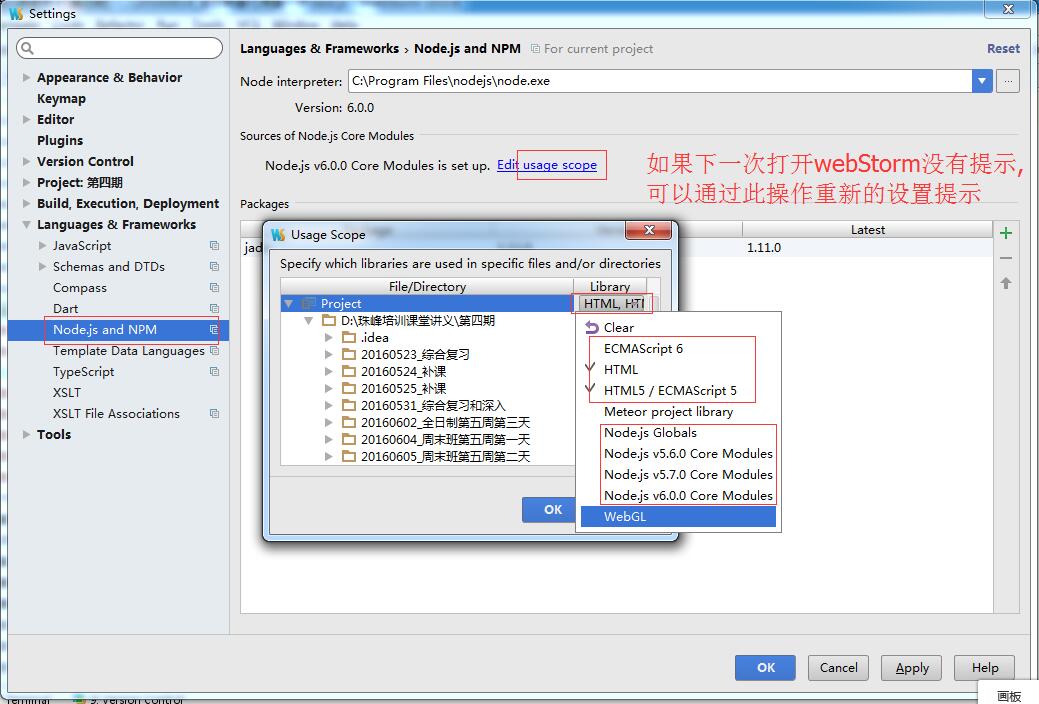 Settings
Languages & Frameworks › Node.js and NPM
For current project
Reset
Appearance & Behavior
Keymap
Editor
Plugins
Version Control
Project: 第四期
Build, Execution, Deployment
Languages & Frameworks
JavaScript
Schemas and DTDs
Compass
Dart
Node.js and NPM
Template Data Languages
TypeScript
XSLT
XSLT File Associations
Tools
Node interpreter:
C:\Program Files\nodejs\node.exe
...
Version: 6.0.0
Sources of Node.js Core Modules
Node.js v6.0.0 Core Modules is set up. Edit usage scope
如果下一次打开webStorm没有提示,
可以通过此操作重新的设置提示
Packages
Latest
jad
1.11.0
Usage Scope
Specify which libraries are used in specific files and/or directories
File/Directory
Library
Project
HTML, HTI
D:\珠峰培训课堂讲义\第四期
.idea
20160523_综合复习
20160524_补课
20160525_补课
20160531_综合复习和深入
20160602_全日制第五周第三天
20160604_周末班第五周第一天
20160605_周末班第五周第二天
OK
Clear
ECMAScript 6
HTML
HTML5 / ECMAScript 5
Meteor project library
Node.js Globals
Node.js v5.6.0 Core Modules
Node.js v5.7.0 Core Modules
Node.js v6.0.0 Core Modules
WebGL
OK
Cancel
Apply
Help
画板
Terminal
9: Version Control